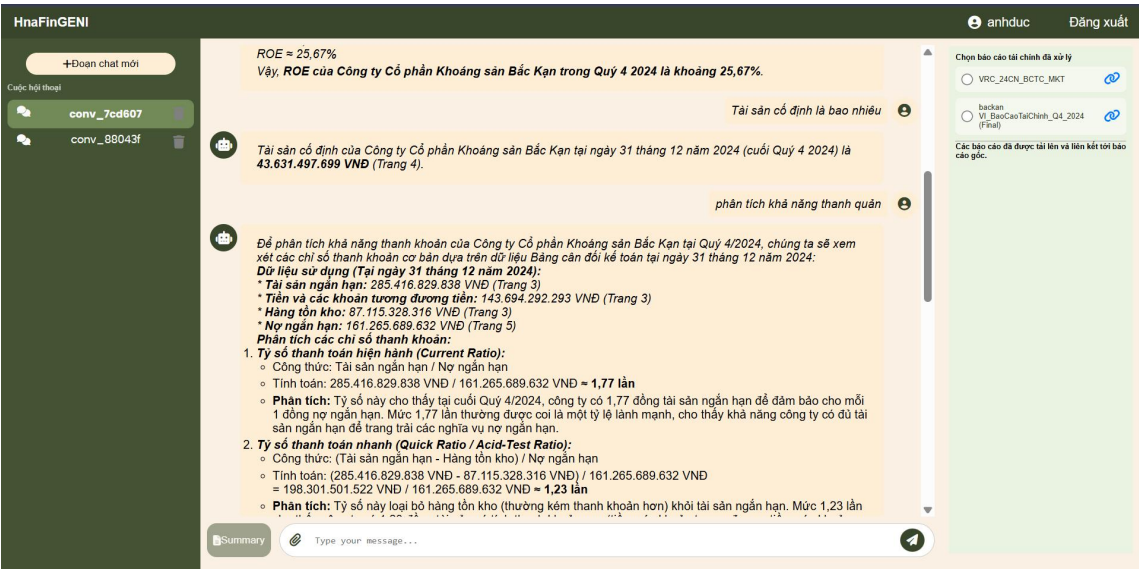 HnaFinGENI
anhduc
Đăng xuất
+Đoạn chat mới
Cuộc hội thoại
conv_7cd607
conv_88043f
ROE ≈ 25,67%
Vậy, ROE của Công ty Cổ phần Khoáng sản Bắc Kạn trong Quý 4 2024 là khoảng 25,67%.
Tài sản cố định là bao nhiêu
Tài sản cố định của Công ty Cổ phần Khoáng sản Bắc Kạn tại ngày 31 tháng 12 năm 2024 (cuối Quý 4 2024) là
43.631.497.699 VNĐ (Trang 4).
phân tích khả năng thanh quản
Để phân tích khả năng thanh khoản của Công ty Cổ phần Khoáng sản Bắc Kạn tại Quý 4/2024, chúng ta sẽ xem
xét các chỉ số thanh khoản cơ bản dựa trên dữ liệu Bảng cân đối kế toán tại ngày 31 tháng 12 năm 2024:
Dữ liệu sử dụng (Tại ngày 31 tháng 12 năm 2024):
* Tài sản ngắn hạn: 285.416.829.838 VNĐ (Trang 3)
* Tiền và các khoản tương đương tiền: 143.694.292.293 VNĐ (Trang 3)
* Hàng tồn kho: 87.115.328.316 VNĐ (Trang 3)
* Nợ ngắn hạn: 161.265.689.632 VNĐ (Trang 5)
Phân tích các chỉ số thanh khoản:
1. Tỷ số thanh toán hiện hành (Current Ratio):
◦ Công thức: Tài sản ngắn hạn / Nợ ngắn hạn
◦ Tính toán: 285.416.829.838 VNĐ / 161.265.689.632 VNĐ ≈ 1,77 lần
◦ Phân tích: Tỷ số này cho thấy tại cuối Quý 4/2024, công ty có 1,77 đồng tài sản ngắn hạn để đảm bảo cho mỗi
1 đồng nợ ngắn hạn. Mức 1,77 lần thường được coi là một tỷ lệ lành mạnh, cho thấy khả năng công ty có đủ tài
sản ngắn hạn để trang trải các nghĩa vụ nợ ngắn hạn.
2. Tỷ số thanh toán nhanh (Quick Ratio / Acid-Test Ratio):
◦ Công thức: (Tài sản ngắn hạn - Hàng tồn kho) / Nợ ngắn hạn
◦ Tính toán: (285.416.829.838 VNĐ - 87.115.328.316 VNĐ) / 161.265.689.632 VNĐ
= 198.301.501.522 VNĐ / 161.265.689.632 VNĐ ≈ 1,23 lần
◦ Phân tích: Tỷ số này loại bỏ hàng tồn kho (thường kém thanh khoản hơn) khỏi tài sản ngắn hạn. Mức 1,23 lần
Summary
Type your message...
Chọn báo cáo tài chính đã xử lý
VRC_24CN_BCTC_MKT
backan
VI_BaoCaoTaiChinh_Q4_2024
(Final)
Các báo cáo đã được tải lên và liên kết tới báo
cáo gốc.